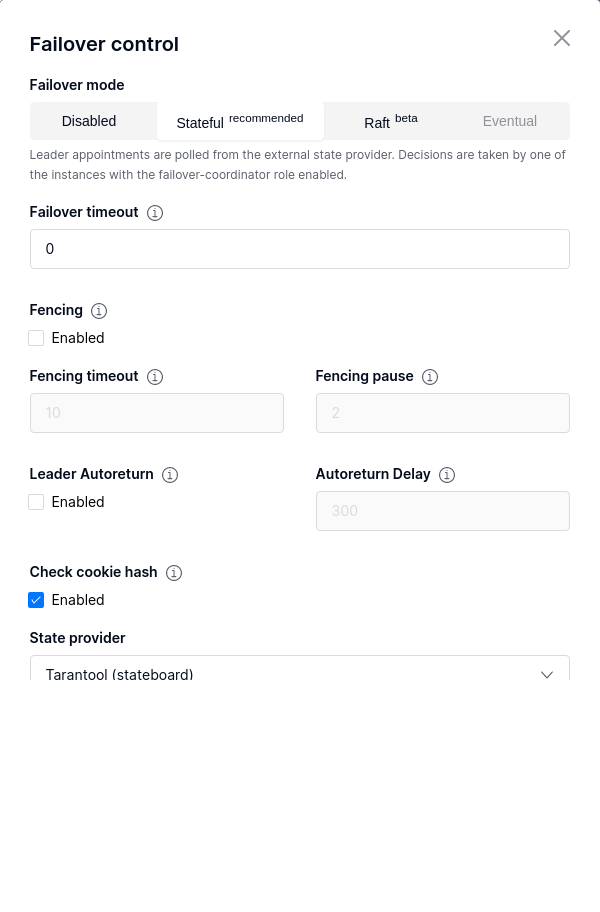 Failover control
Failover mode
Disabled Stateful recommended Raft beta Eventual
Leader appointments are polled from the external state provider. Decisions are taken by one of
the instances with the failover-coordinator role enabled.
Failover timeout
0
Fencing
Enabled
Fencing timeout Fencing pause
10 2
Leader Autoreturn Autoreturn Delay
Enabled
300
Check cookie hash
Enabled
State provider
Tarantool (stateboard)